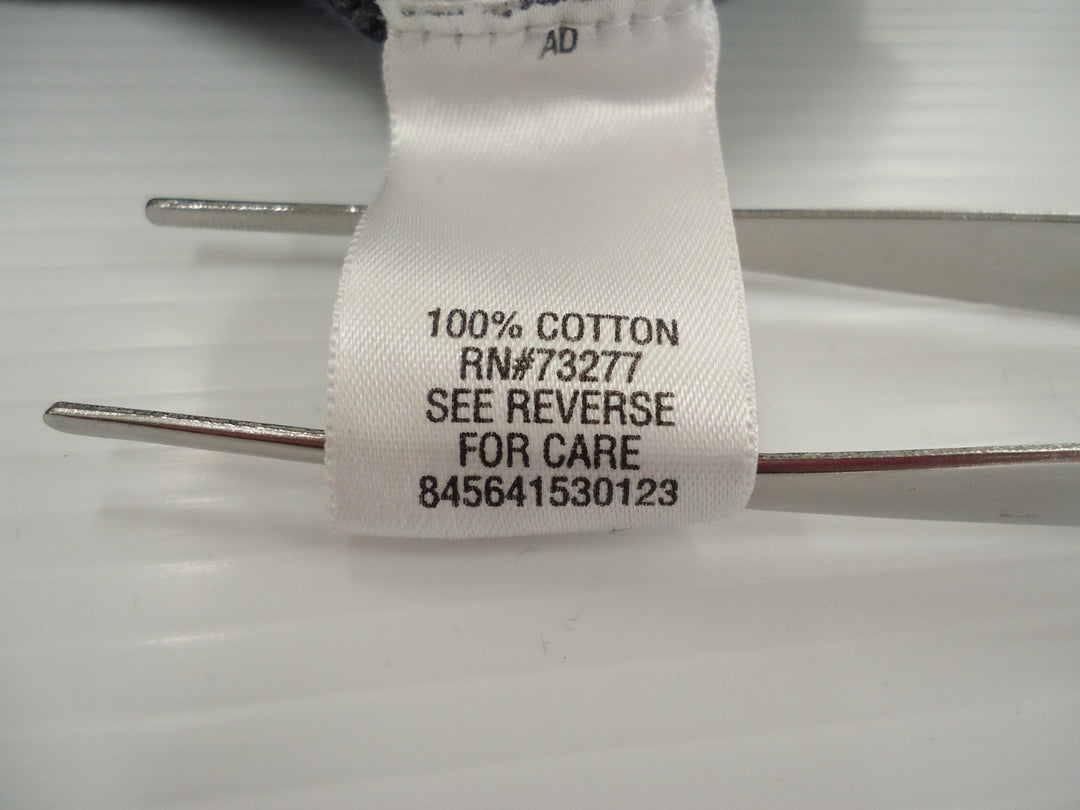 AD
100% COTTON
RN#73277
SEE REVERSE
FOR CARE
845641530123